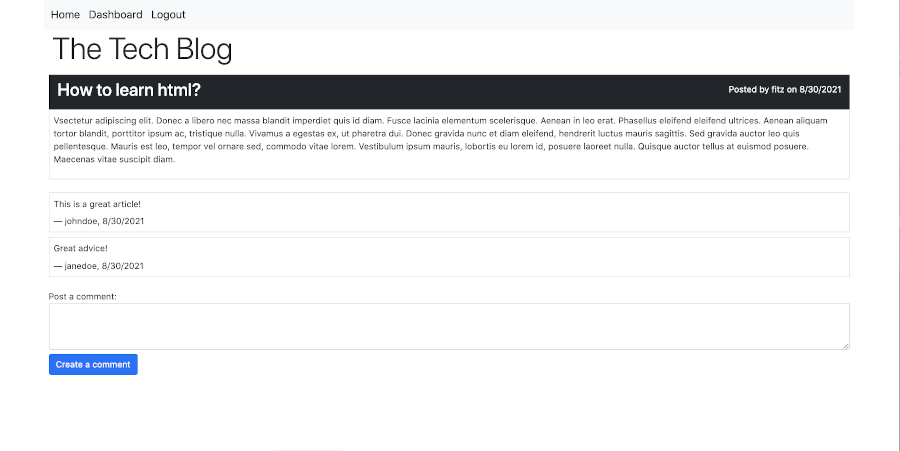 Home Dashboard Logout
The Tech Blog
How to learn html? Posted by fitz on 8/30/2021
Vsectetur adipiscing elit. Donec a libero nec massa blandit imperdiet quis id diam. Fusce lacinia elementum scelerisque. Aenean in leo erat. Phasellus eleifend eleifend ultrices. Aenean aliquam
tortor blandit, porttitor ipsum ac, tristique nulla. Vivamus a egestas ex, ut pharetra dui. Donec gravida nunc et diam eleifend, hendrerit luctus mauris sagittis. Sed gravida auctor leo quis
pellentesque. Mauris est leo, tempor vel ornare sed, commodo vitae lorem. Vestibulum ipsum mauris, lobortis eu lorem id, posuere laoreet nulla. Quisque auctor tellus at euismod posuere.
Maecenas vitae suscipit diam.
This is a great article!
— johndoe, 8/30/2021
Great advice!
— janedoe, 8/30/2021
Post a comment:
Create a comment